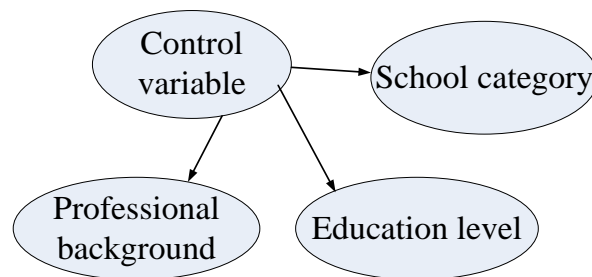 Control
variable
School category
Professional
background
Education level